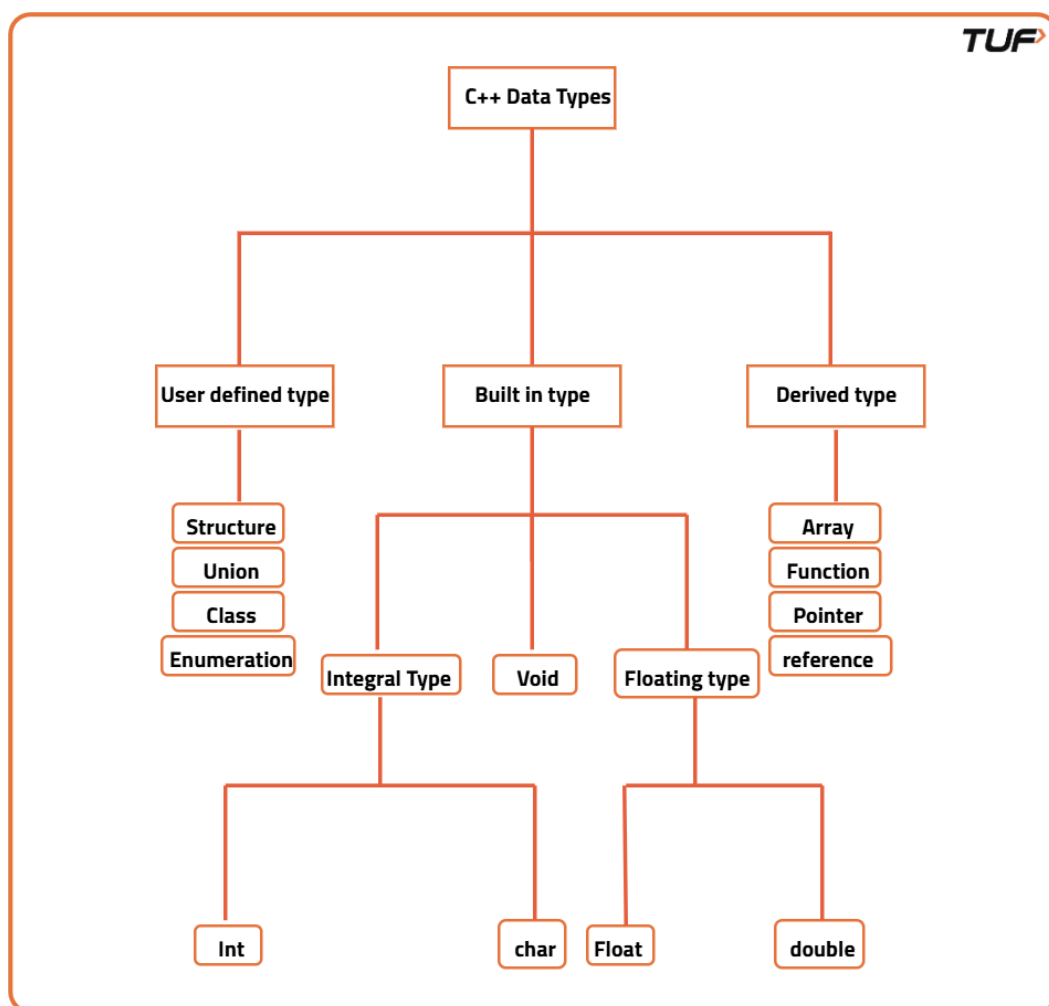 TUF
C++ Data Types
User defined type
Built in type
Derived type
Structure
Union
Class
Enumeration
Array
Function
Pointer
reference
Integral Type
Void
Floating type
Int
char
Float
double